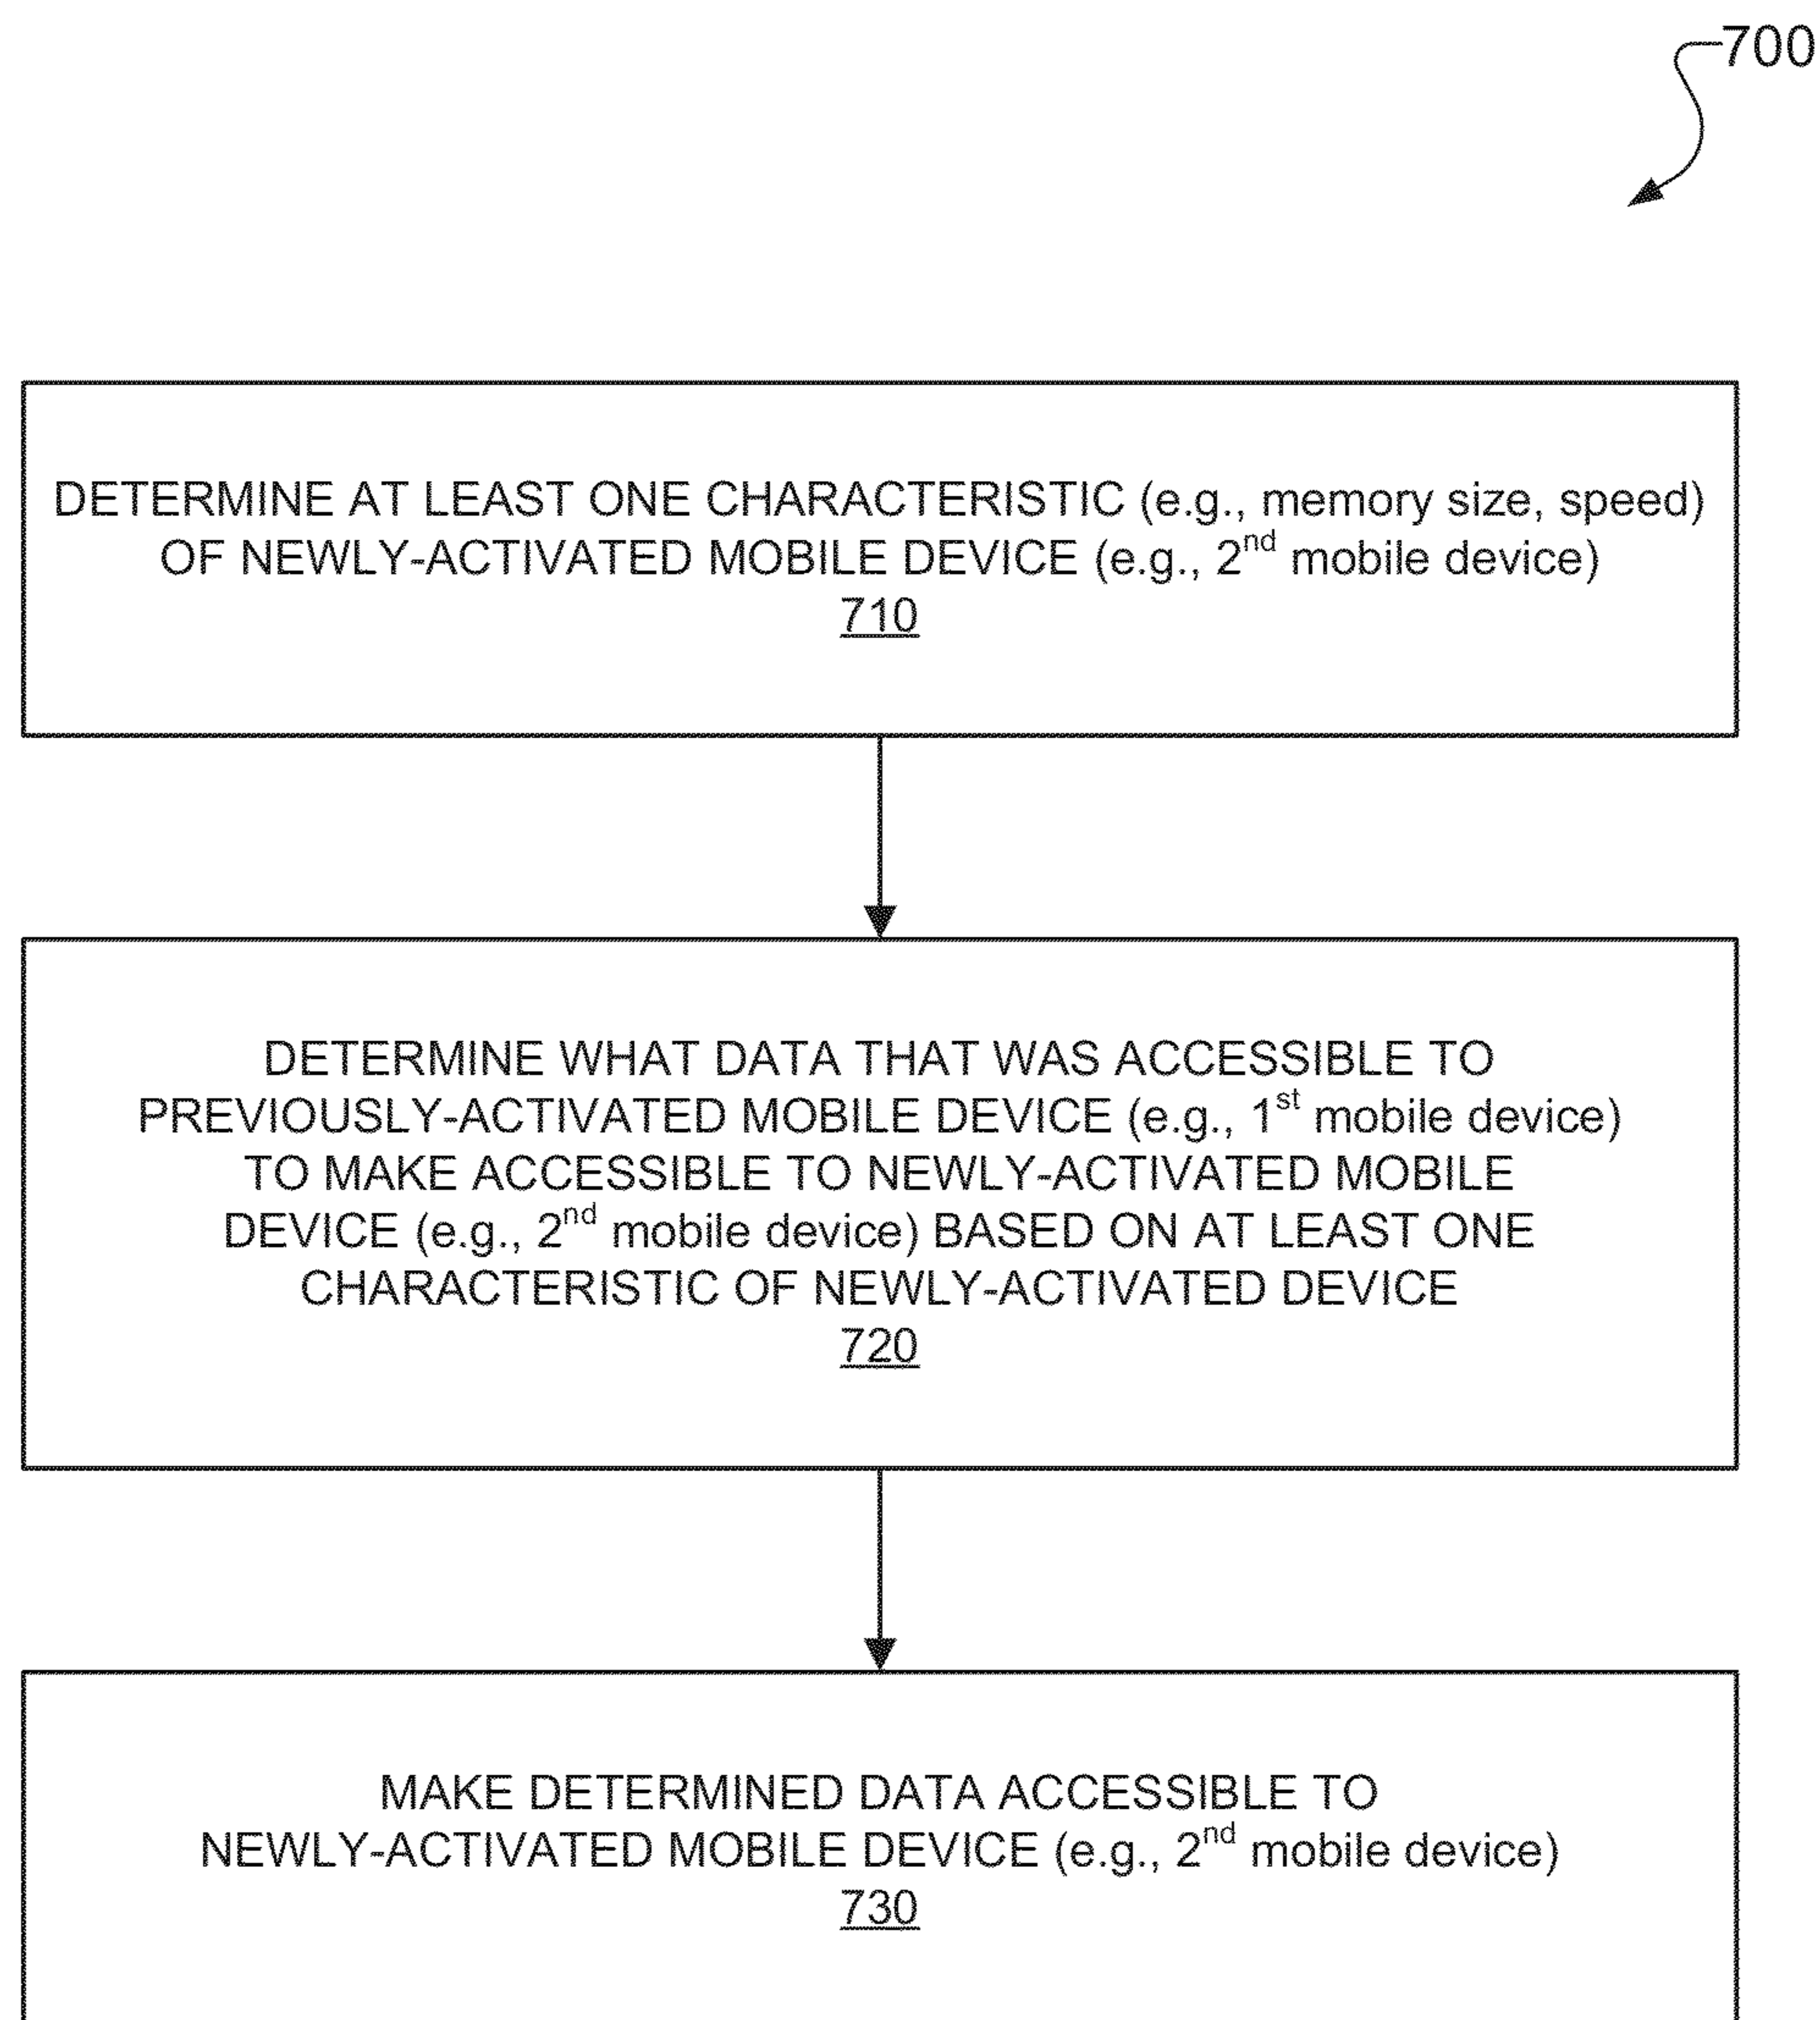 700
DETERMINE AT LEAST ONE CHARACTERISTIC (e.g., memory size, speed)
OF NEWLY-ACTIVATED MOBILE DEVICE (e.g., 2nd mobile device)
710
DETERMINE WHAT DATA THAT WAS ACCESSIBLE TO
PREVIOUSLY-ACTIVATED MOBILE DEVICE (e.g., 1st mobile device)
TO MAKE ACCESSIBLE TO NEWLY-ACTIVATED MOBILE
DEVICE (e.g., 2nd mobile device) BASED ON AT LEAST ONE
CHARACTERISTIC OF NEWLY-ACTIVATED DEVICE
720
MAKE DETERMINED DATA ACCESSIBLE TO
NEWLY-ACTIVATED MOBILE DEVICE (e.g., 2nd mobile device)
730